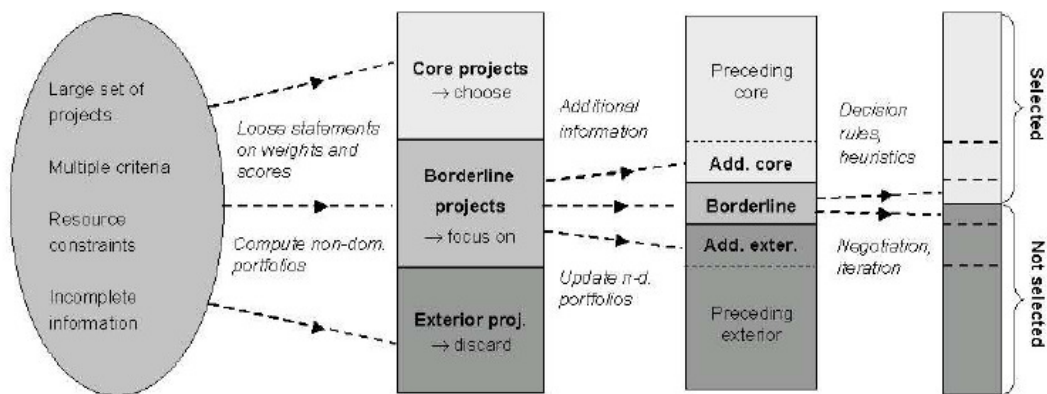 Large set of
projects
Multiple criteria
Resource
constraints
Incomplete
information
Loose statements
on weights and
scores
Compute non-dom.
portfolios
Core projects
→ choose
Borderline
projects
→ focus on
Exterior proj.
→ discard
Additional
information
Update n-d.
portfolios
Preceding
core
Add. core
Borderline
Add. exter.
Preceding
exterior
Decision
rules,
heuristics
Negotiation,
iteration
Selected
Not selected